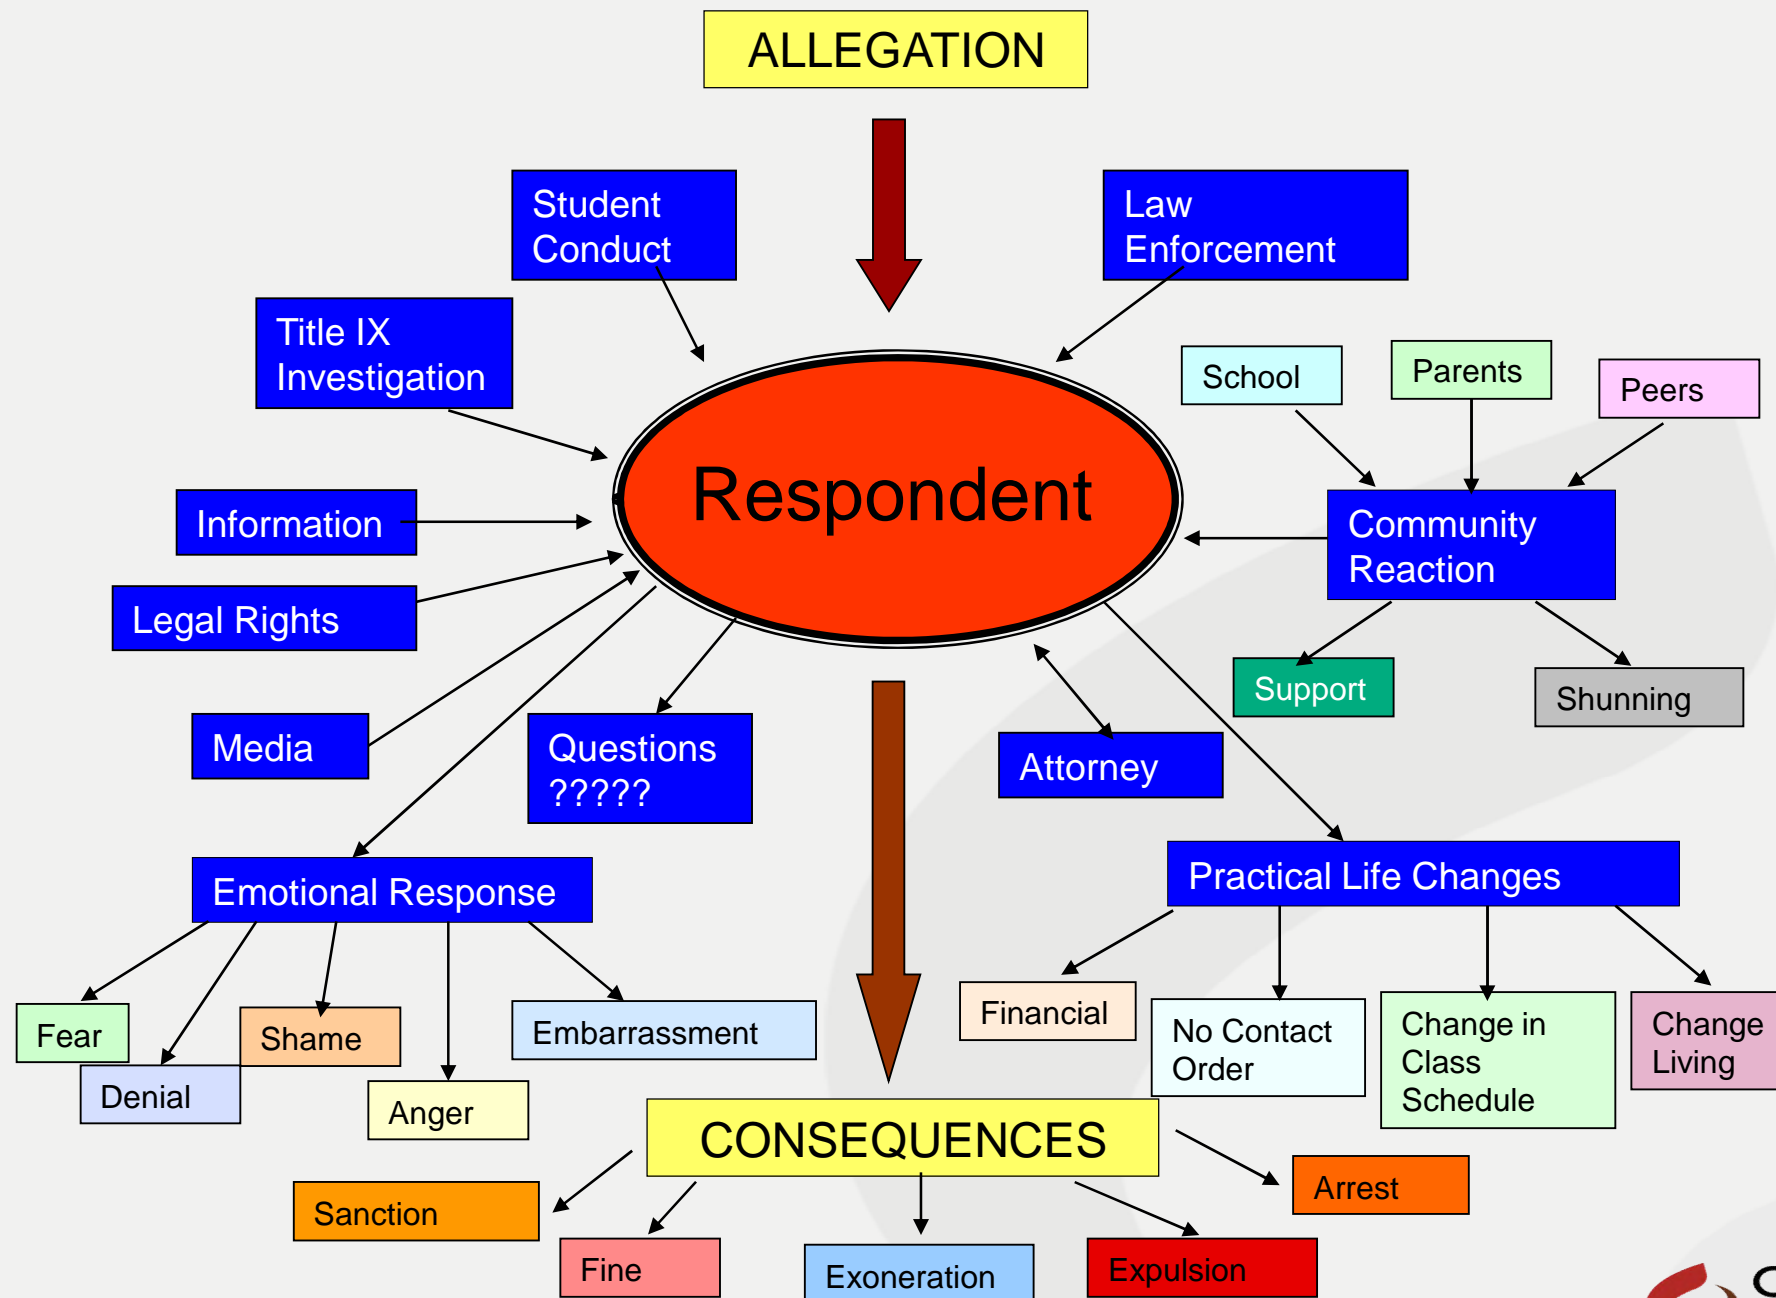 ALLEGATION
Student
Conduct
Law
Enforcement
Title IX
Investigation
School
Parents
Peers
Respondent
Information
Community
Reaction
Legal Rights
Support
Shunning
Media
Questions
?????
Attorney
Emotional Response
Practical Life Changes
Fear
Denial
Shame
Anger
Embarrassment
Financial
No Contact
Order
Change in
Class
Schedule
Change
Living
CONSEQUENCES
Sanction
Fine
Exoneration
Expulsion
Arrest